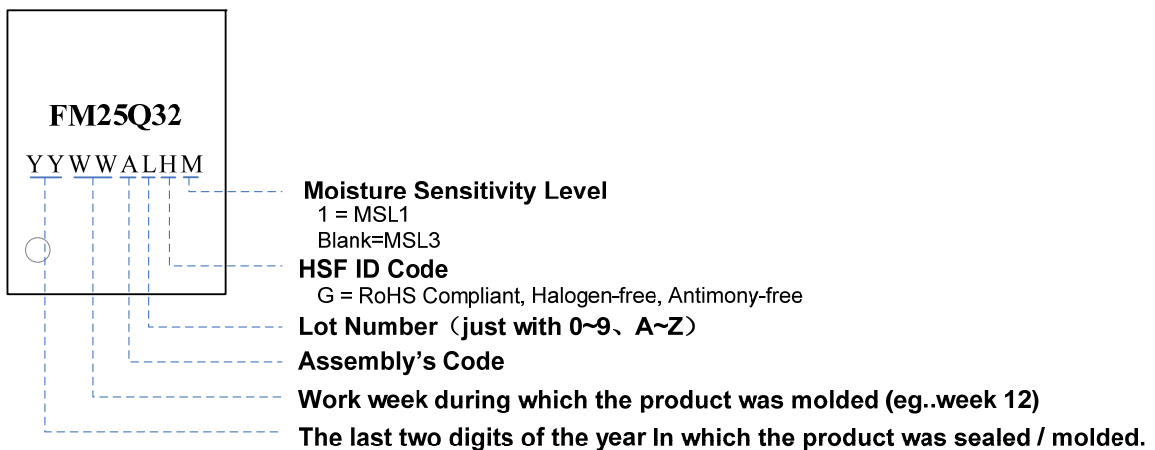 FM25Q32
YYWWALHM
Moisture Sensitivity Level
1 = MSL1
Blank=MSL3
HSF ID Code
G = RoHS Compliant, Halogen-free, Antimony-free
Lot Number（just with 0~9、A~Z）
Assembly’s Code
Work week during which the product was molded (eg..week 12)
The last two digits of the year In which the product was sealed / molded.